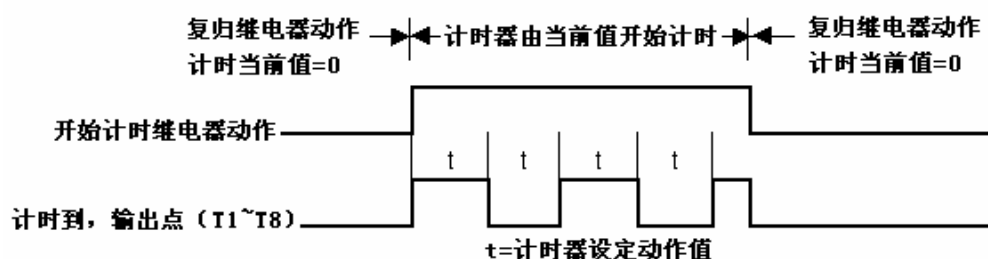 复归继电器动作
计时当前值=0
计时器由当前值开始计时
复归继电器动作
计时当前值=0
开始计时继电器动作
t t t t
计时到，输出点（T1~T8）
t=计时器设定动作值